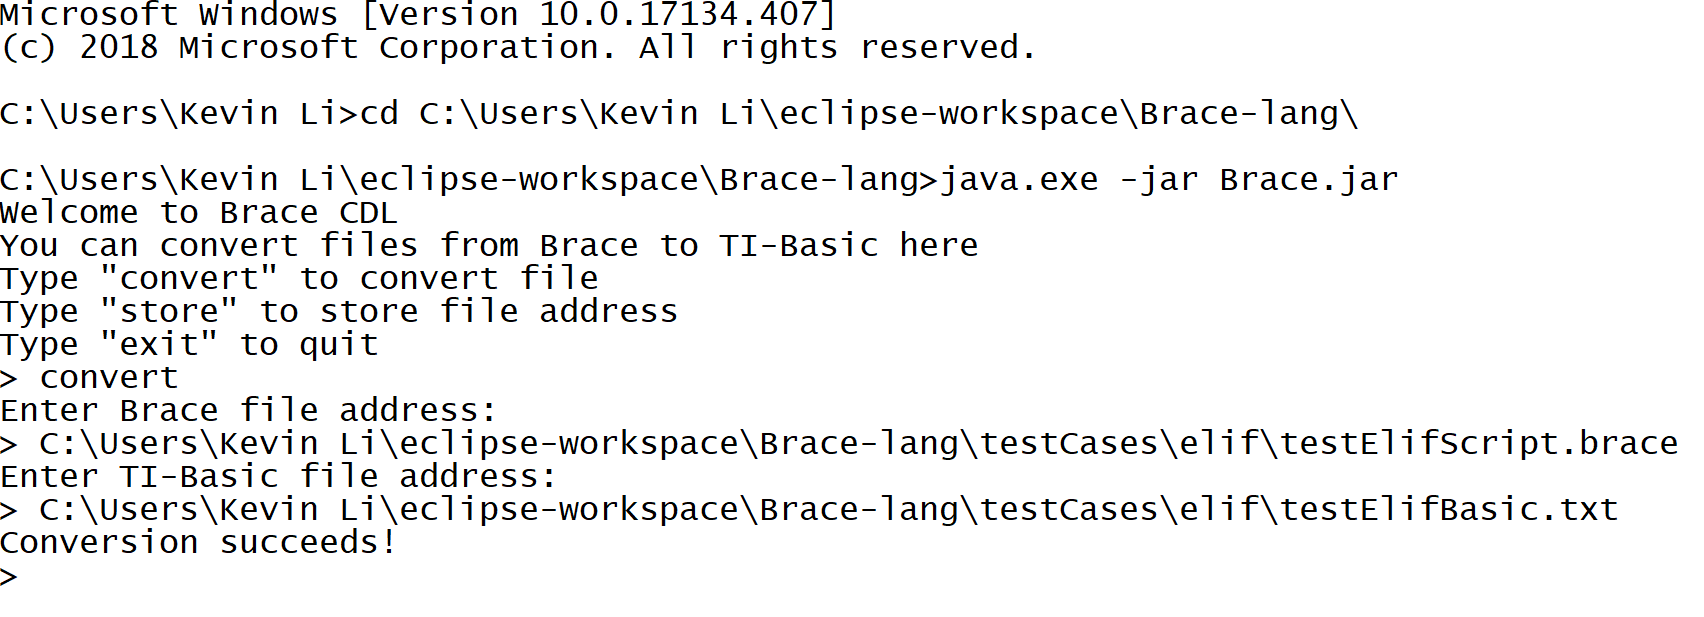 Microsoft Windows [Version 10.0.17134.407]
(c) 2018 Microsoft Corporation. All rights reserved.
C:\Users\Kevin Li>cd C:\Users\Kevin Li\eclipse-workspace\Brace-lang\
C:\Users\Kevin Li\eclipse-workspace\Brace-lang>java.exe -jar Brace.jar
Welcome to Brace CDL
You can convert files from Brace to TI-Basic here
Type "convert" to convert file
Type "store" to store file address
Type "exit" to quit
> convert
Enter Brace file address:
> C:\Users\Kevin Li\eclipse-workspace\Brace-lang\testCases\elif\testElifScript.brace
Enter TI-Basic file address:
> C:\Users\Kevin Li\eclipse-workspace\Brace-lang\testCases\elif\testElifBasic.txt
Conversion succeeds!
>